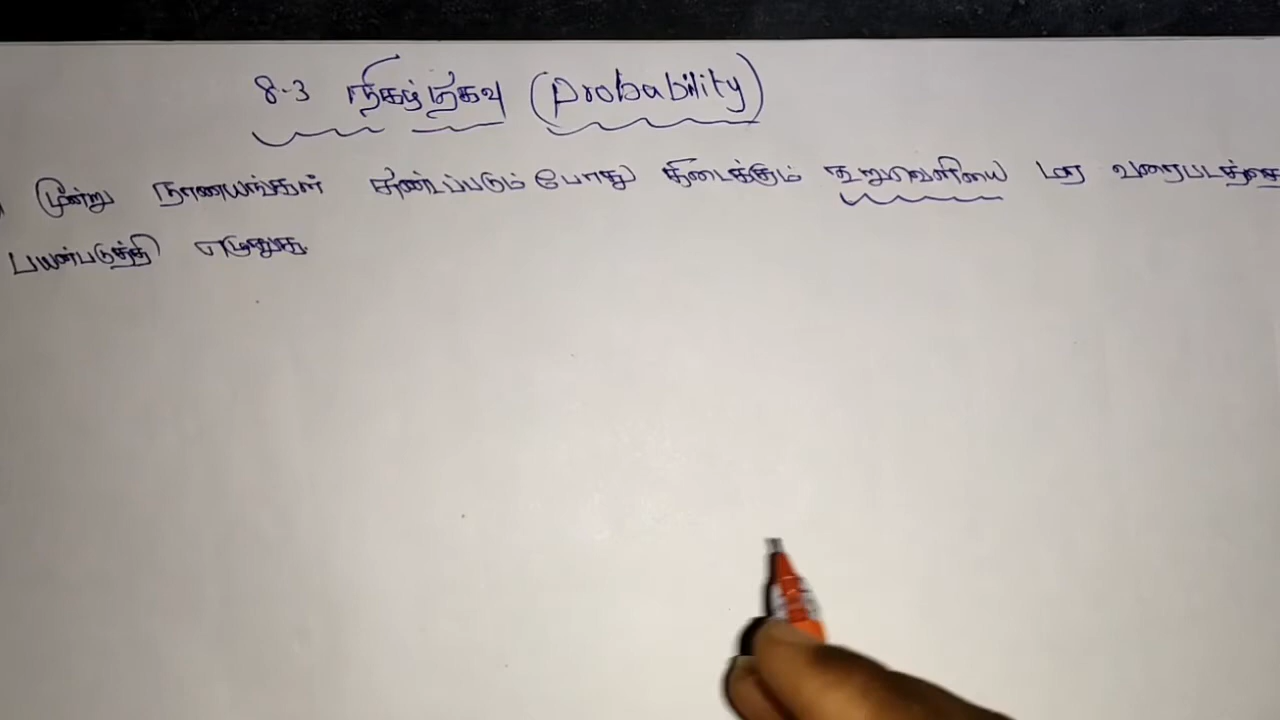 8.3 நிகழ்தகவு (Probability)
மூன்று நாணயங்கள் சுண்டப்படும் போது கிடைக்கும் கூறுவெளியை மர வரைபடத்தை
பயன்படுத்தி எழுதுக.